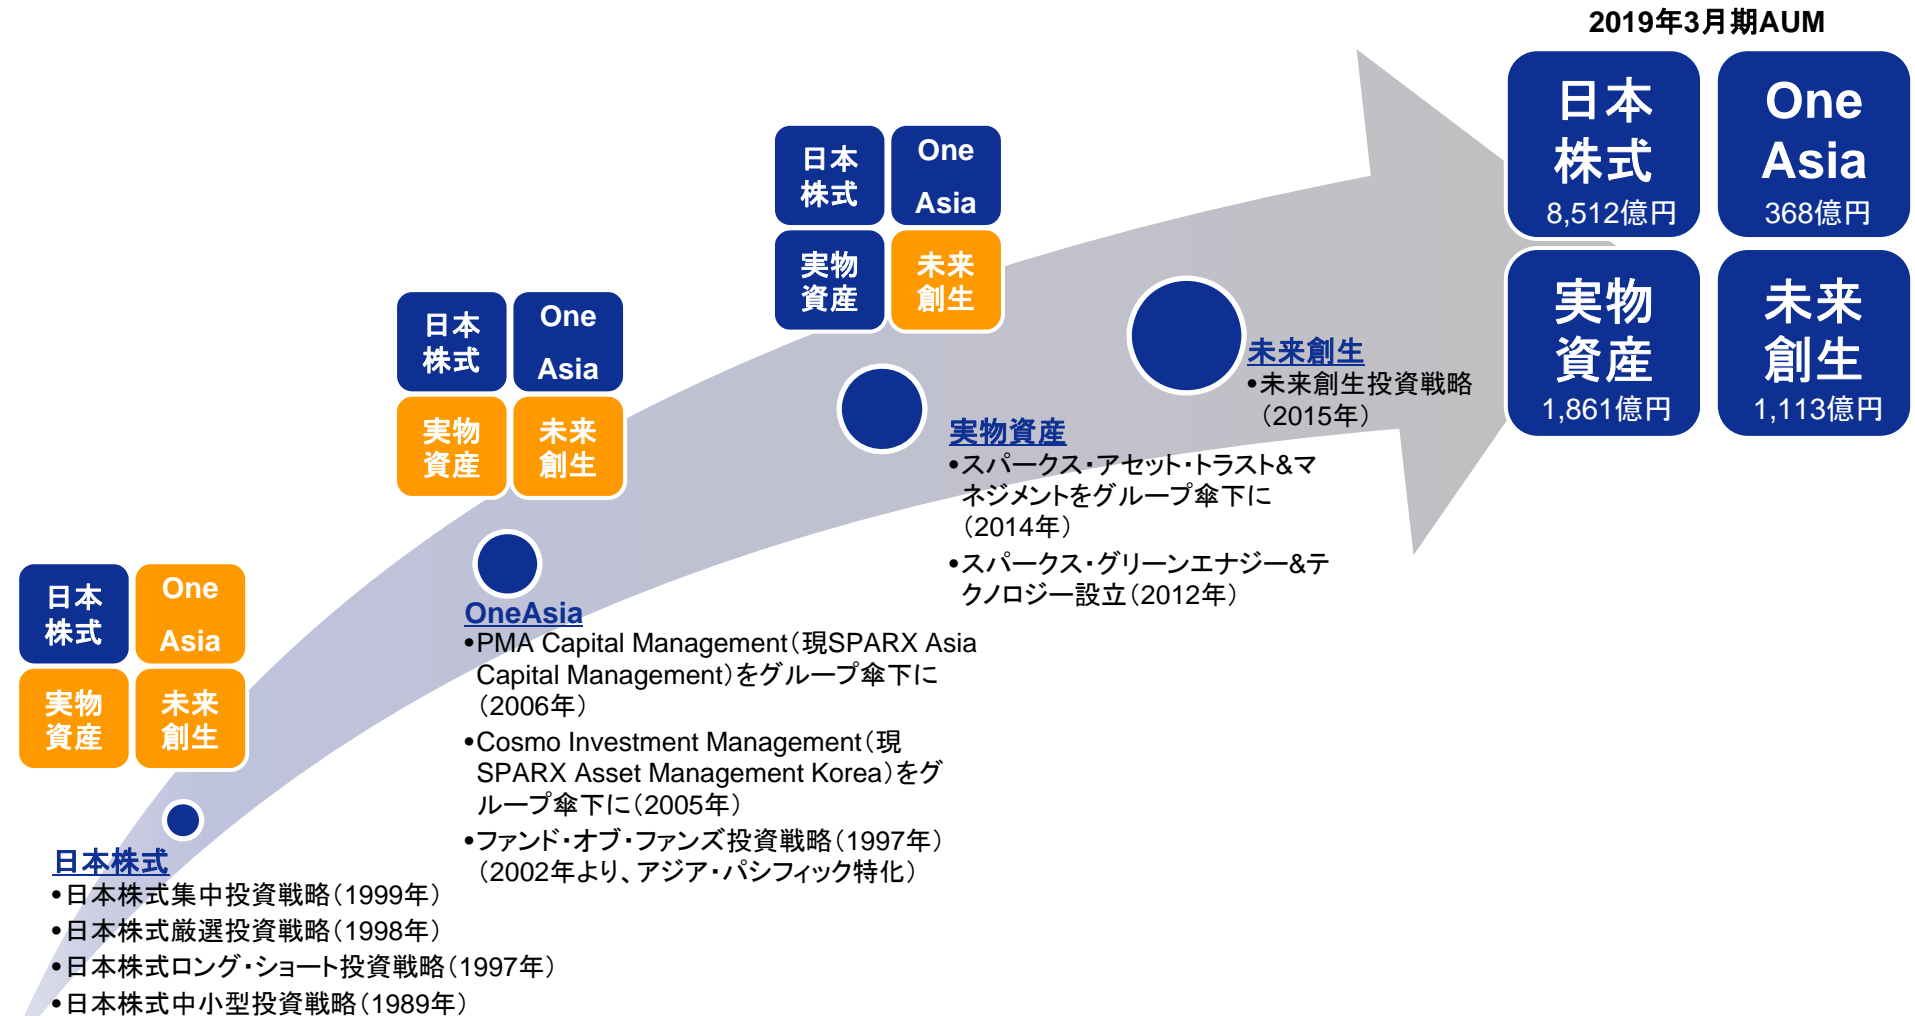 2019年3月期AUM
日本
株式
8,512億円
One
Asia
368億円
実物
資産
1,861億円
未来
創生
1,113億円
日本
株式
One
Asia
実物
資産
未来
創生
未来創生
•未来創生投資戦略
（2015年）
日本
株式
One
Asia
実物
資産
未来
創生
実物資産
•スパークス・アセット・トラスト&マ
ネジメントをグループ傘下に
（2014年）
•スパークス・グリーンエナジー&テ
クノロジー設立（2012年）
日本
株式
One
Asia
実物
資産
未来
創生
OneAsia
•PMA Capital Management（現SPARX Asia
Capital Management）をグループ傘下に
（2006年）
•Cosmo Investment Management（現
SPARX Asset Management Korea）をグ
ループ傘下に（2005年）
•ファンド・オブ・ファンズ投資戦略（1997年）
（2002年より、アジア・パシフィック特化）
日本株式
•日本株式集中投資戦略（1999年）
•日本株式厳選投資戦略（1998年）
•日本株式ロング・ショート投資戦略（1997年）
•日本株式中小型投資戦略（1989年）